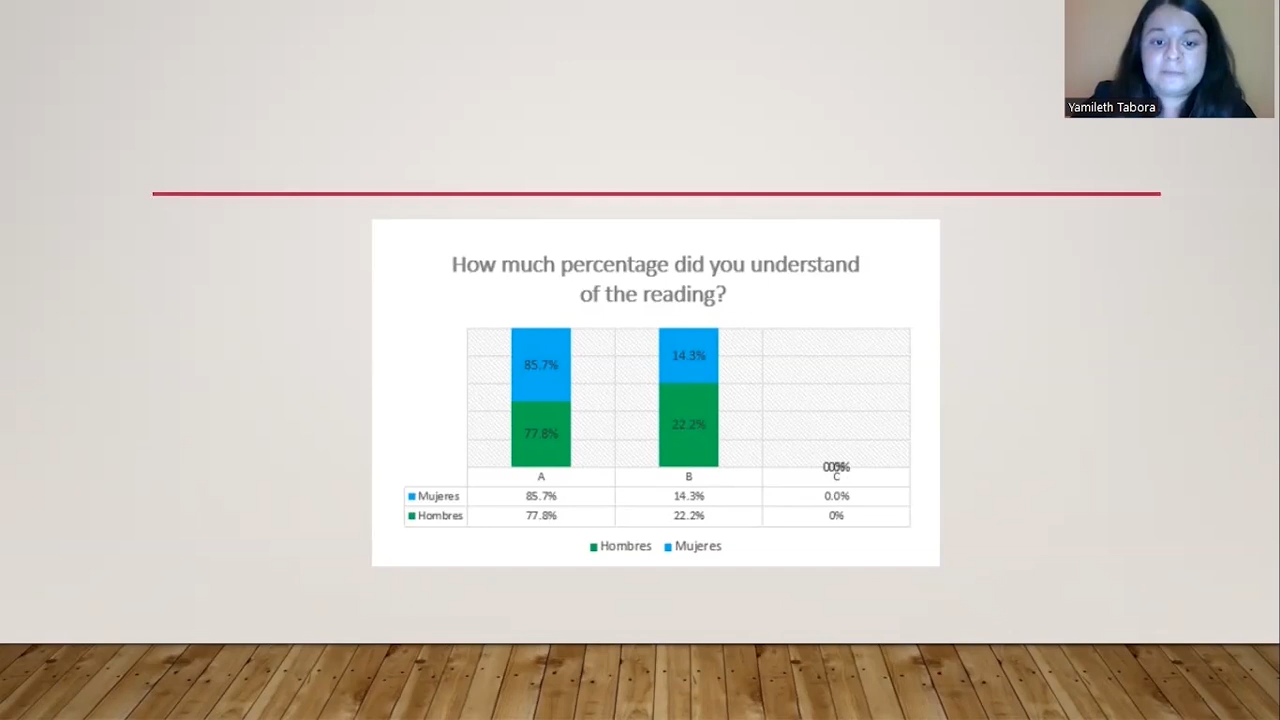 Yamileth Tabora
How much percentage did you understand
of the reading?
85.7%
14.3%
77.8%
22.2%
A
B
C
Mujeres
85.7%
14.3%
0.0%
Hombres
77.8%
22.2%
0%
Hombres
Mujeres